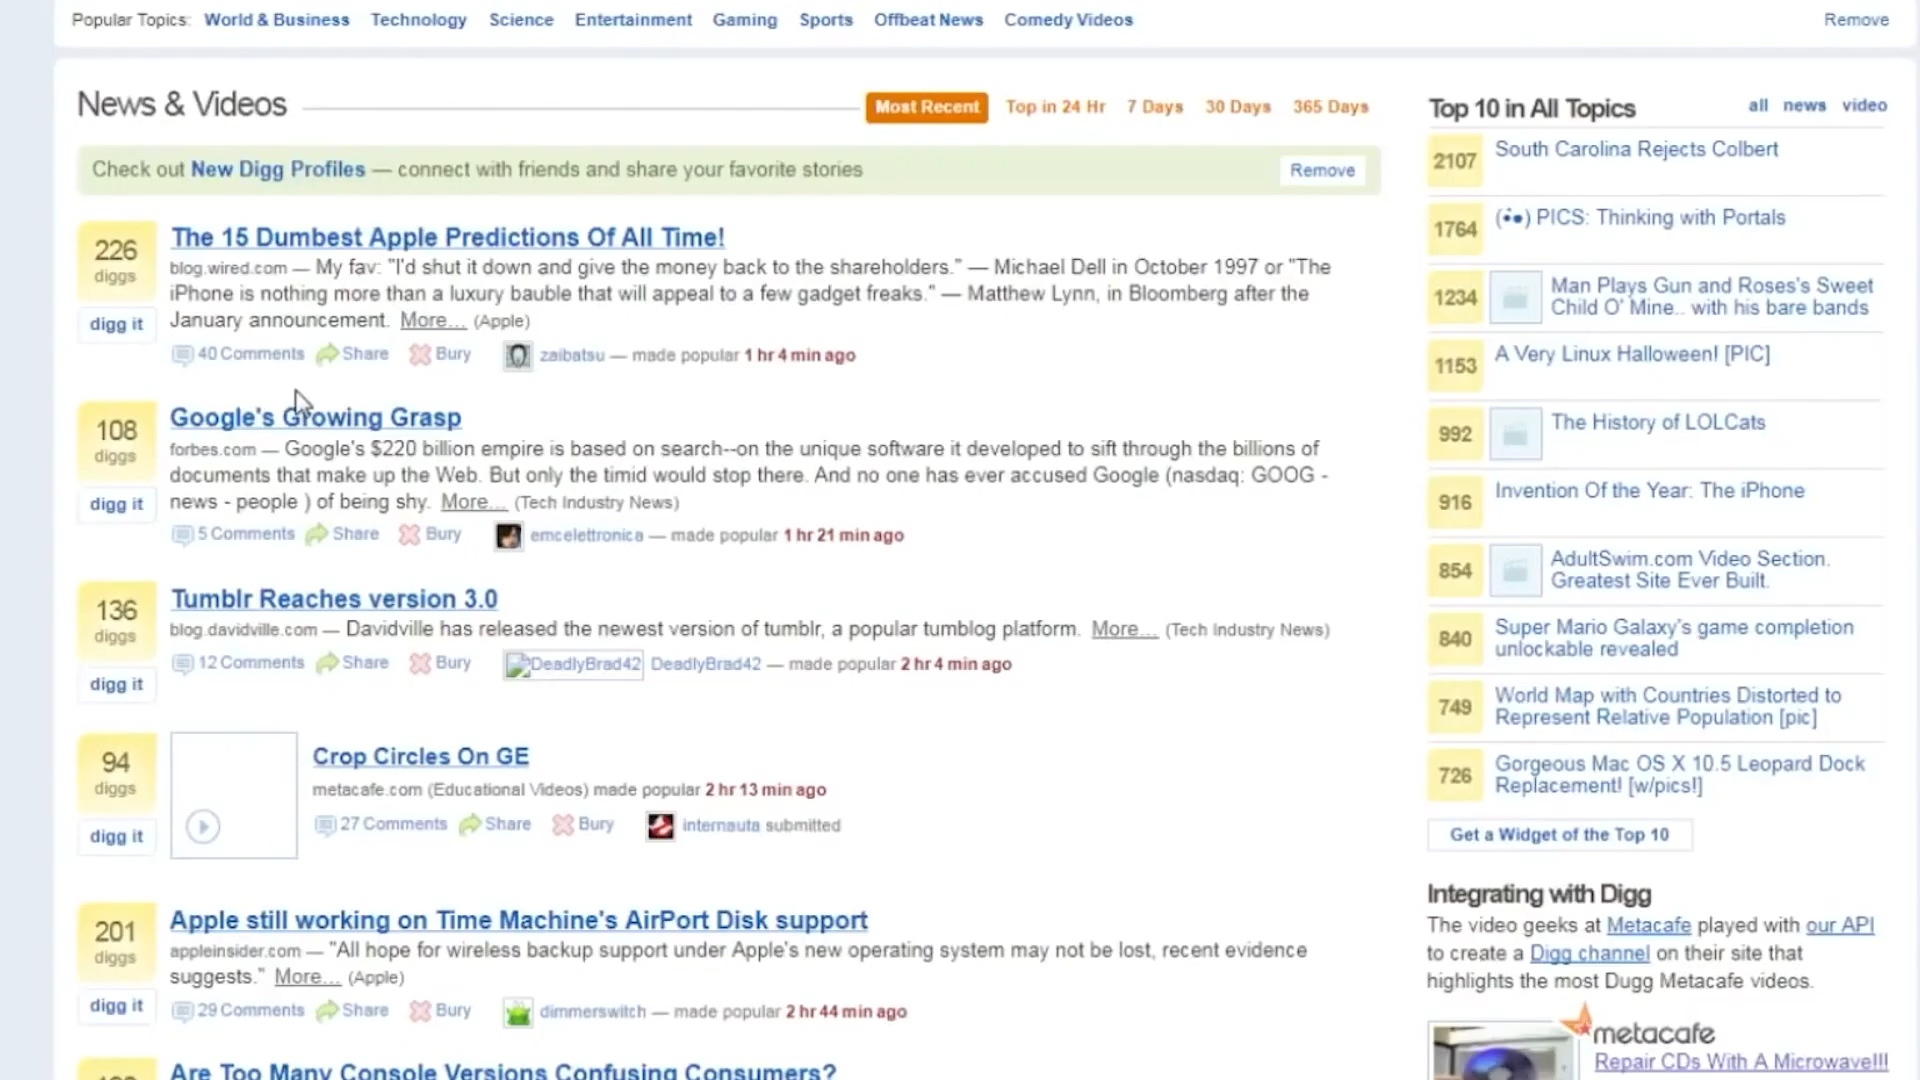 Popular Topics: World & Business Technology Science Entertainment Gaming Sports Offbeat News Comedy Videos Remove
News & Videos
Most Recent Top in 24 Hr 7 Days 30 Days 365 Days
Check out New Digg Profiles — connect with friends and share your favorite stories Remove
226 diggs
digg it
The 15 Dumbest Apple Predictions Of All Time!
blog.wired.com — My fav: "I'd shut it down and give the money back to the shareholders." — Michael Dell in October 1997 or "The
iPhone is nothing more than a luxury bauble that will appeal to a few gadget freaks." — Matthew Lynn, in Bloomberg after the
January announcement. More... (Apple)
40 Comments Share Bury zaibatsu — made popular 1 hr 4 min ago
108 diggs
digg it
Google's Growing Grasp
forbes.com — Google's $220 billion empire is based on search--on the unique software it developed to sift through the billions of
documents that make up the Web. But only the timid would stop there. And no one has ever accused Google (nasdaq: GOOG -
news - people ) of being shy. More... (Tech Industry News)
5 Comments Share Bury emcelettronica — made popular 1 hr 21 min ago
136 diggs
digg it
Tumblr Reaches version 3.0
blog.davidville.com — Davidville has released the newest version of tumblr, a popular tumblog platform. More... (Tech Industry News)
12 Comments Share Bury DeadlyBrad42 DeadlyBrad42 — made popular 2 hr 4 min ago
94 diggs
digg it
Crop Circles On GE
metacafe.com (Educational Videos) made popular 2 hr 13 min ago
27 Comments Share Bury internauta submitted
201 diggs
digg it
Apple still working on Time Machine's AirPort Disk support
appleinsider.com — "All hope for wireless backup support under Apple's new operating system may not be lost, recent evidence
suggests." More... (Apple)
29 Comments Share Bury dimmerswitch — made popular 2 hr 44 min ago
Are Too Many Console Versions Confusing Consumers?
Top 10 in All Topics all news video
2107 South Carolina Rejects Colbert
1764 (•̀●) PICS: Thinking with Portals
1234 Man Plays Gun and Roses's Sweet
Child O' Mine.. with his bare bands
1153 A Very Linux Halloween! [PIC]
992 The History of LOLCats
916 Invention Of the Year: The iPhone
854 AdultSwim.com Video Section.
Greatest Site Ever Built.
840 Super Mario Galaxy's game completion
unlockable revealed
749 World Map with Countries Distorted to
Represent Relative Population [pic]
726 Gorgeous Mac OS X 10.5 Leopard Dock
Replacement! [w/pics!]
Get a Widget of the Top 10
Integrating with Digg
The video geeks at Metacafe played with our API
to create a Digg channel on their site that
highlights the most Dugg Metacafe videos.
metacafe
Repair CDs With A Microwave!!!